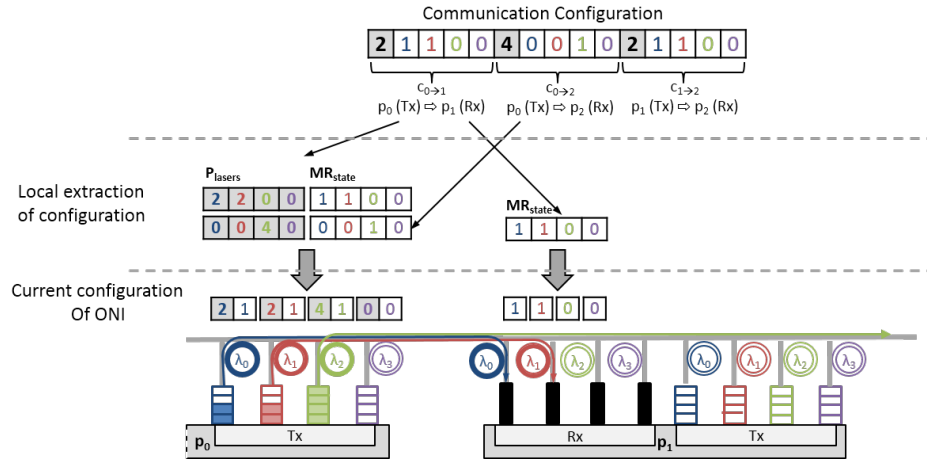 Communication Configuration
2 1 1 0 0 4 0 0 1 0 2 1 1 0 0
c0→1 c0→2 c1→2
p0 (Tx) ⇨ p1 (Rx) p0 (Tx) ⇨ p2 (Rx) p1 (Tx) ⇨ p2 (Rx)
Local extraction
of configuration
Plasers MRstate
2 2 0 0 1 1 0 0
0 0 4 0 0 0 1 0
MRstate
1 1 0 0
Current configuration
Of ONI
2 1 2 1 4 1 0 0 1 1 0 0
λ0 λ1 λ2 λ3 λ0 λ1 λ2 λ3 λ0 λ1 λ2 λ3
p0 Tx Rx p1 Tx